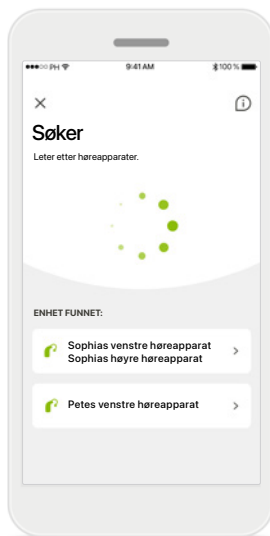 PH 9:41 AM 100 %
Søker
Leter etter høreapparater.
ENHET FUNNET:
Sophias venstre høreapparat
Sophias høyre høreapparat
Petes venstre høreapparat